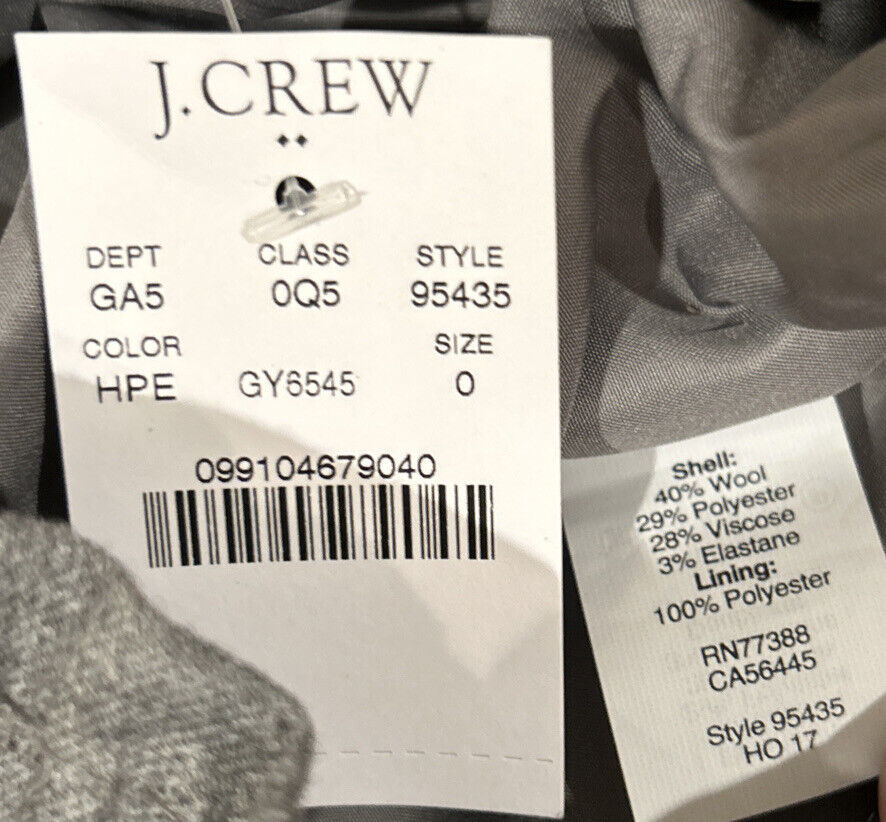 J.CREW
DEPT CLASS STYLE
GA5 0Q5 95435
COLOR SIZE
HPE GY6545 0
099104679040
Shell:
40% Wool
29% Polyester
28% Viscose
3% Elastane
Lining:
100% Polyester
RN77388
CA56445
Style 95435
HO 17